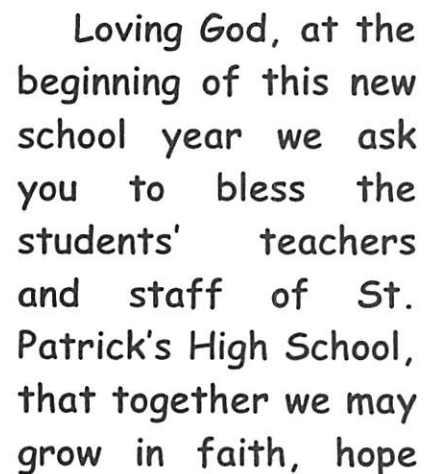 Loving God, at the
beginning of this new
school year we ask
you to bless the
students' teachers
and staff of St.
Patrick's High School,
that together we may
grow in faith, hope